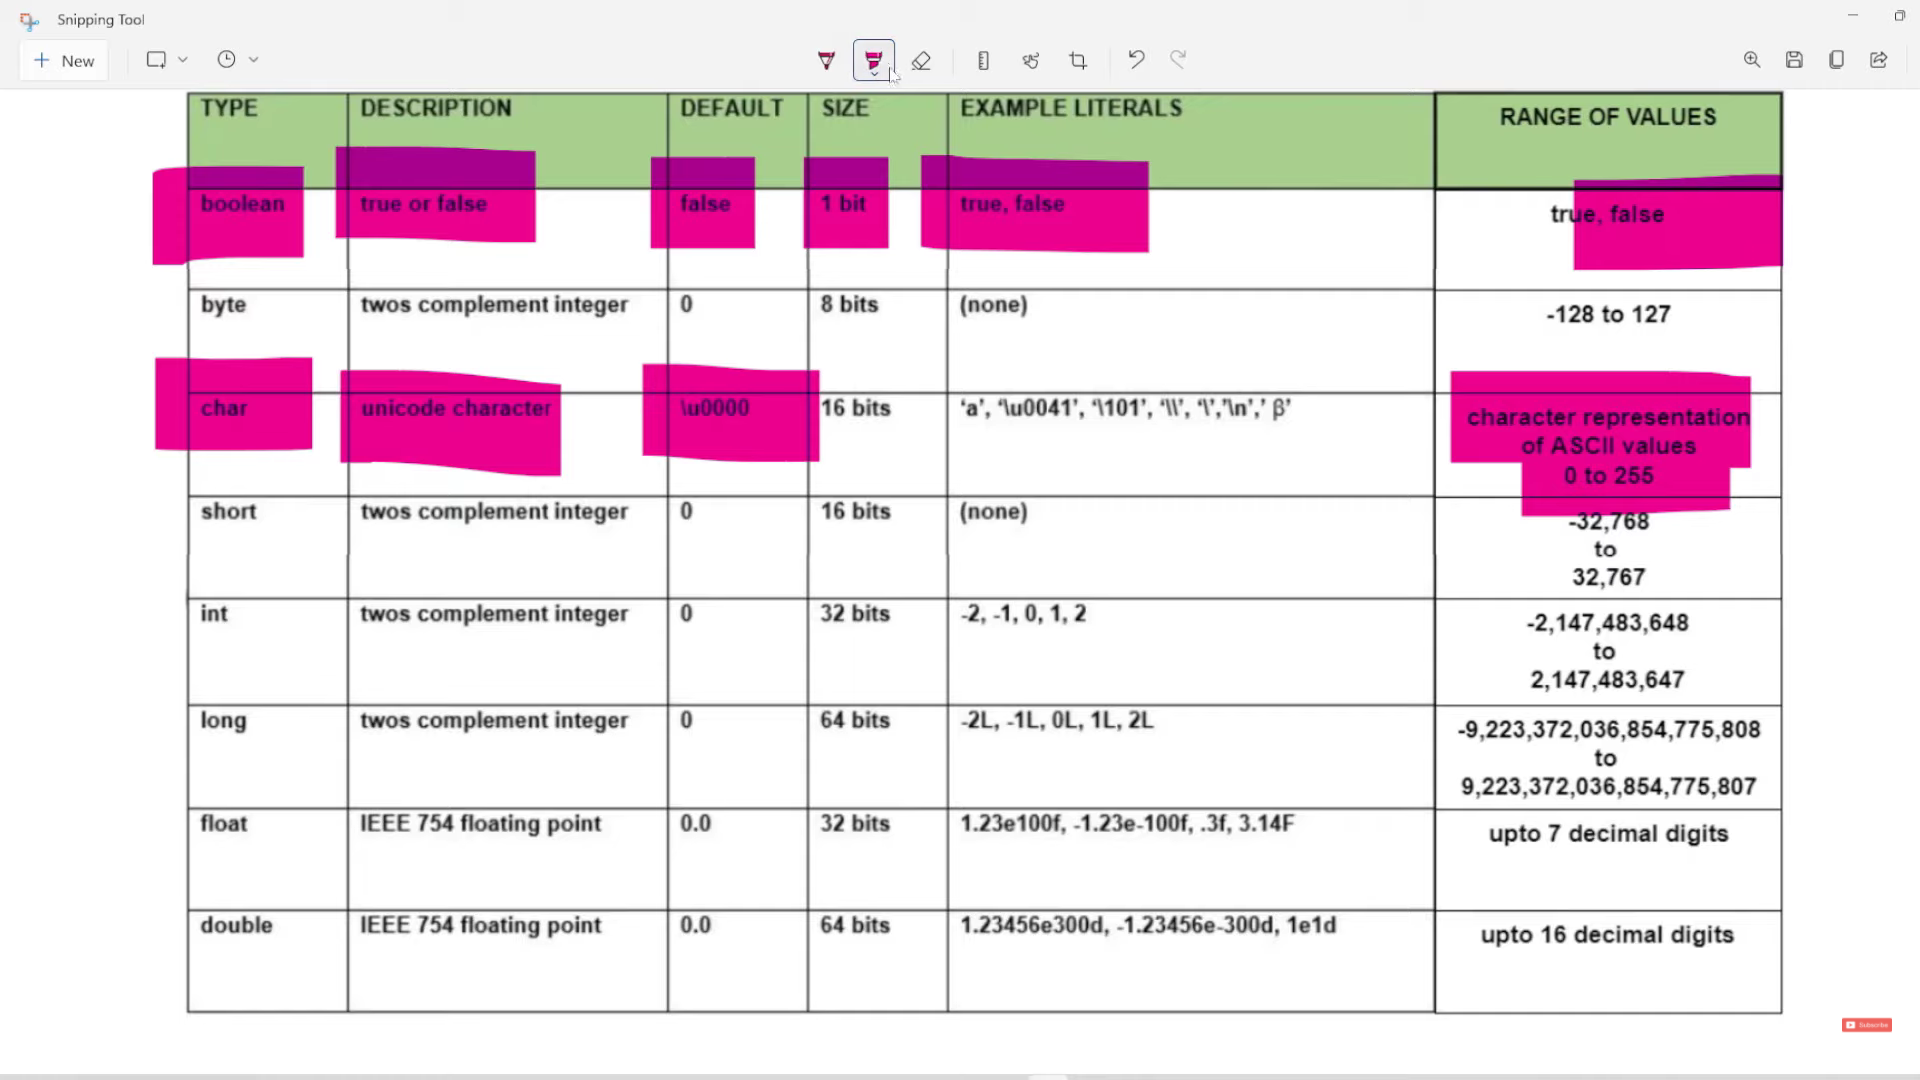 Snipping Tool
New
TYPE DESCRIPTION DEFAULT SIZE EXAMPLE LITERALS RANGE OF VALUES
boolean true or false false 1 bit true, false true, false
byte twos complement integer 0 8 bits (none) -128 to 127
char unicode character \u0000 16 bits ‘a’, ‘\u0041’, ‘\101’, ‘\\’, ‘\’,’\n’,’ β’ character representation
of ASCII values
0 to 255
short twos complement integer 0 16 bits (none) -32,768
to
32,767
int twos complement integer 0 32 bits -2, -1, 0, 1, 2 -2,147,483,648
to
2,147,483,647
long twos complement integer 0 64 bits -2L, -1L, 0L, 1L, 2L -9,223,372,036,854,775,808
to
9,223,372,036,854,775,807
float IEEE 754 floating point 0.0 32 bits 1.23e100f, -1.23e-100f, .3f, 3.14F upto 7 decimal digits
double IEEE 754 floating point 0.0 64 bits 1.23456e300d, -1.23456e-300d, 1e1d upto 16 decimal digits
Subscribe